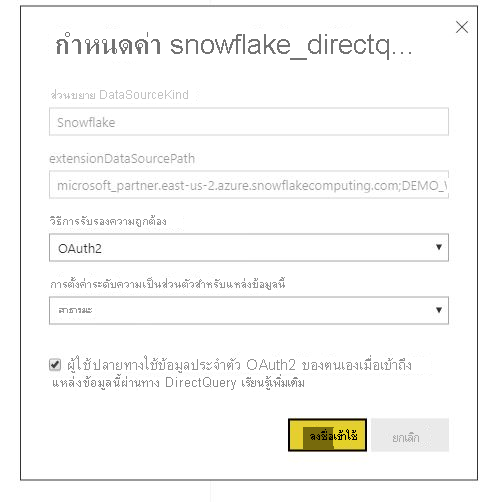 กำหนดค่า snowflake_directq...
ส่วนขยาย DataSourceKind
Snowflake
extensionDataSourcePath
microsoft_partner.east-us-2.azure.snowflakecomputing.com;DEMO_W
วิธีการรับรองความถูกต้อง
OAuth2
การตั้งค่าระดับความเป็นส่วนตัวสำหรับแหล่งข้อมูลนี้
สาธารณะ
ผู้ใช้ปลายทางใช้ข้อมูลประจำตัว OAuth2 ของตนเองเมื่อเข้าถึง
แหล่งข้อมูลนี้ผ่านทาง DirectQuery เรียนรู้เพิ่มเติม
ลงชื่อเข้าใช้
ยกเลิก